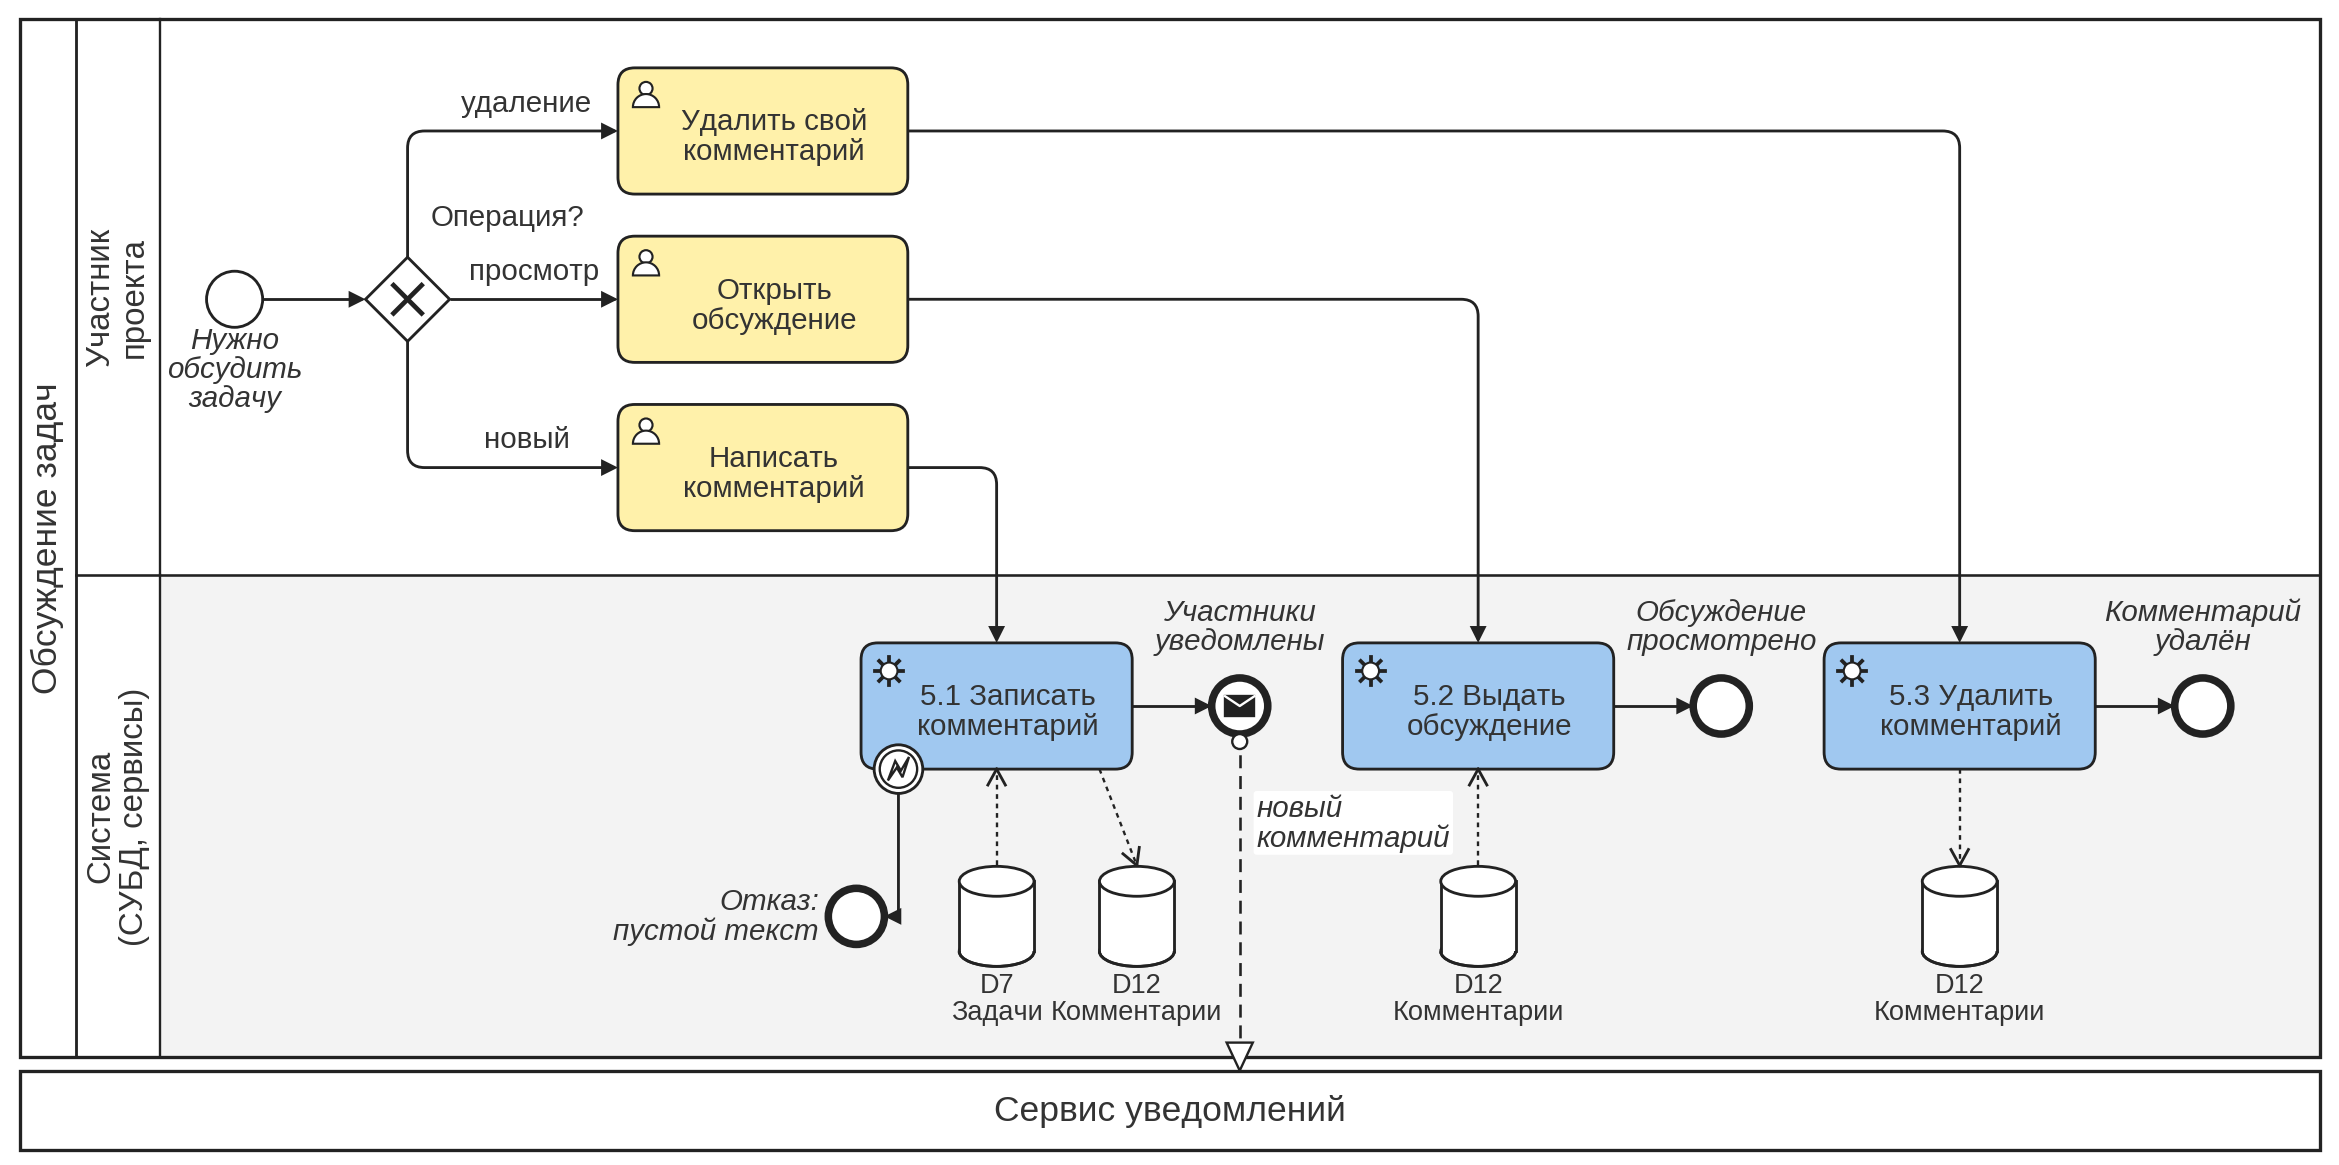 Обсуждение задач
Участник
проекта
Нужно
обсудить
задачу
Операция?
удаление
просмотр
новый
Удалить свой
комментарий
Открыть
обсуждение
Написать
комментарий
Система
(СУБД, сервисы)
5.1 Записать
комментарий
Участники
уведомлены
5.2 Выдать
обсуждение
Обсуждение
просмотрено
5.3 Удалить
комментарий
Комментарий
удалён
новый
комментарий
Отказ:
пустой текст
D7
Задачи
D12
Комментарии
D12
Комментарии
D12
Комментарии
Сервис уведомлений